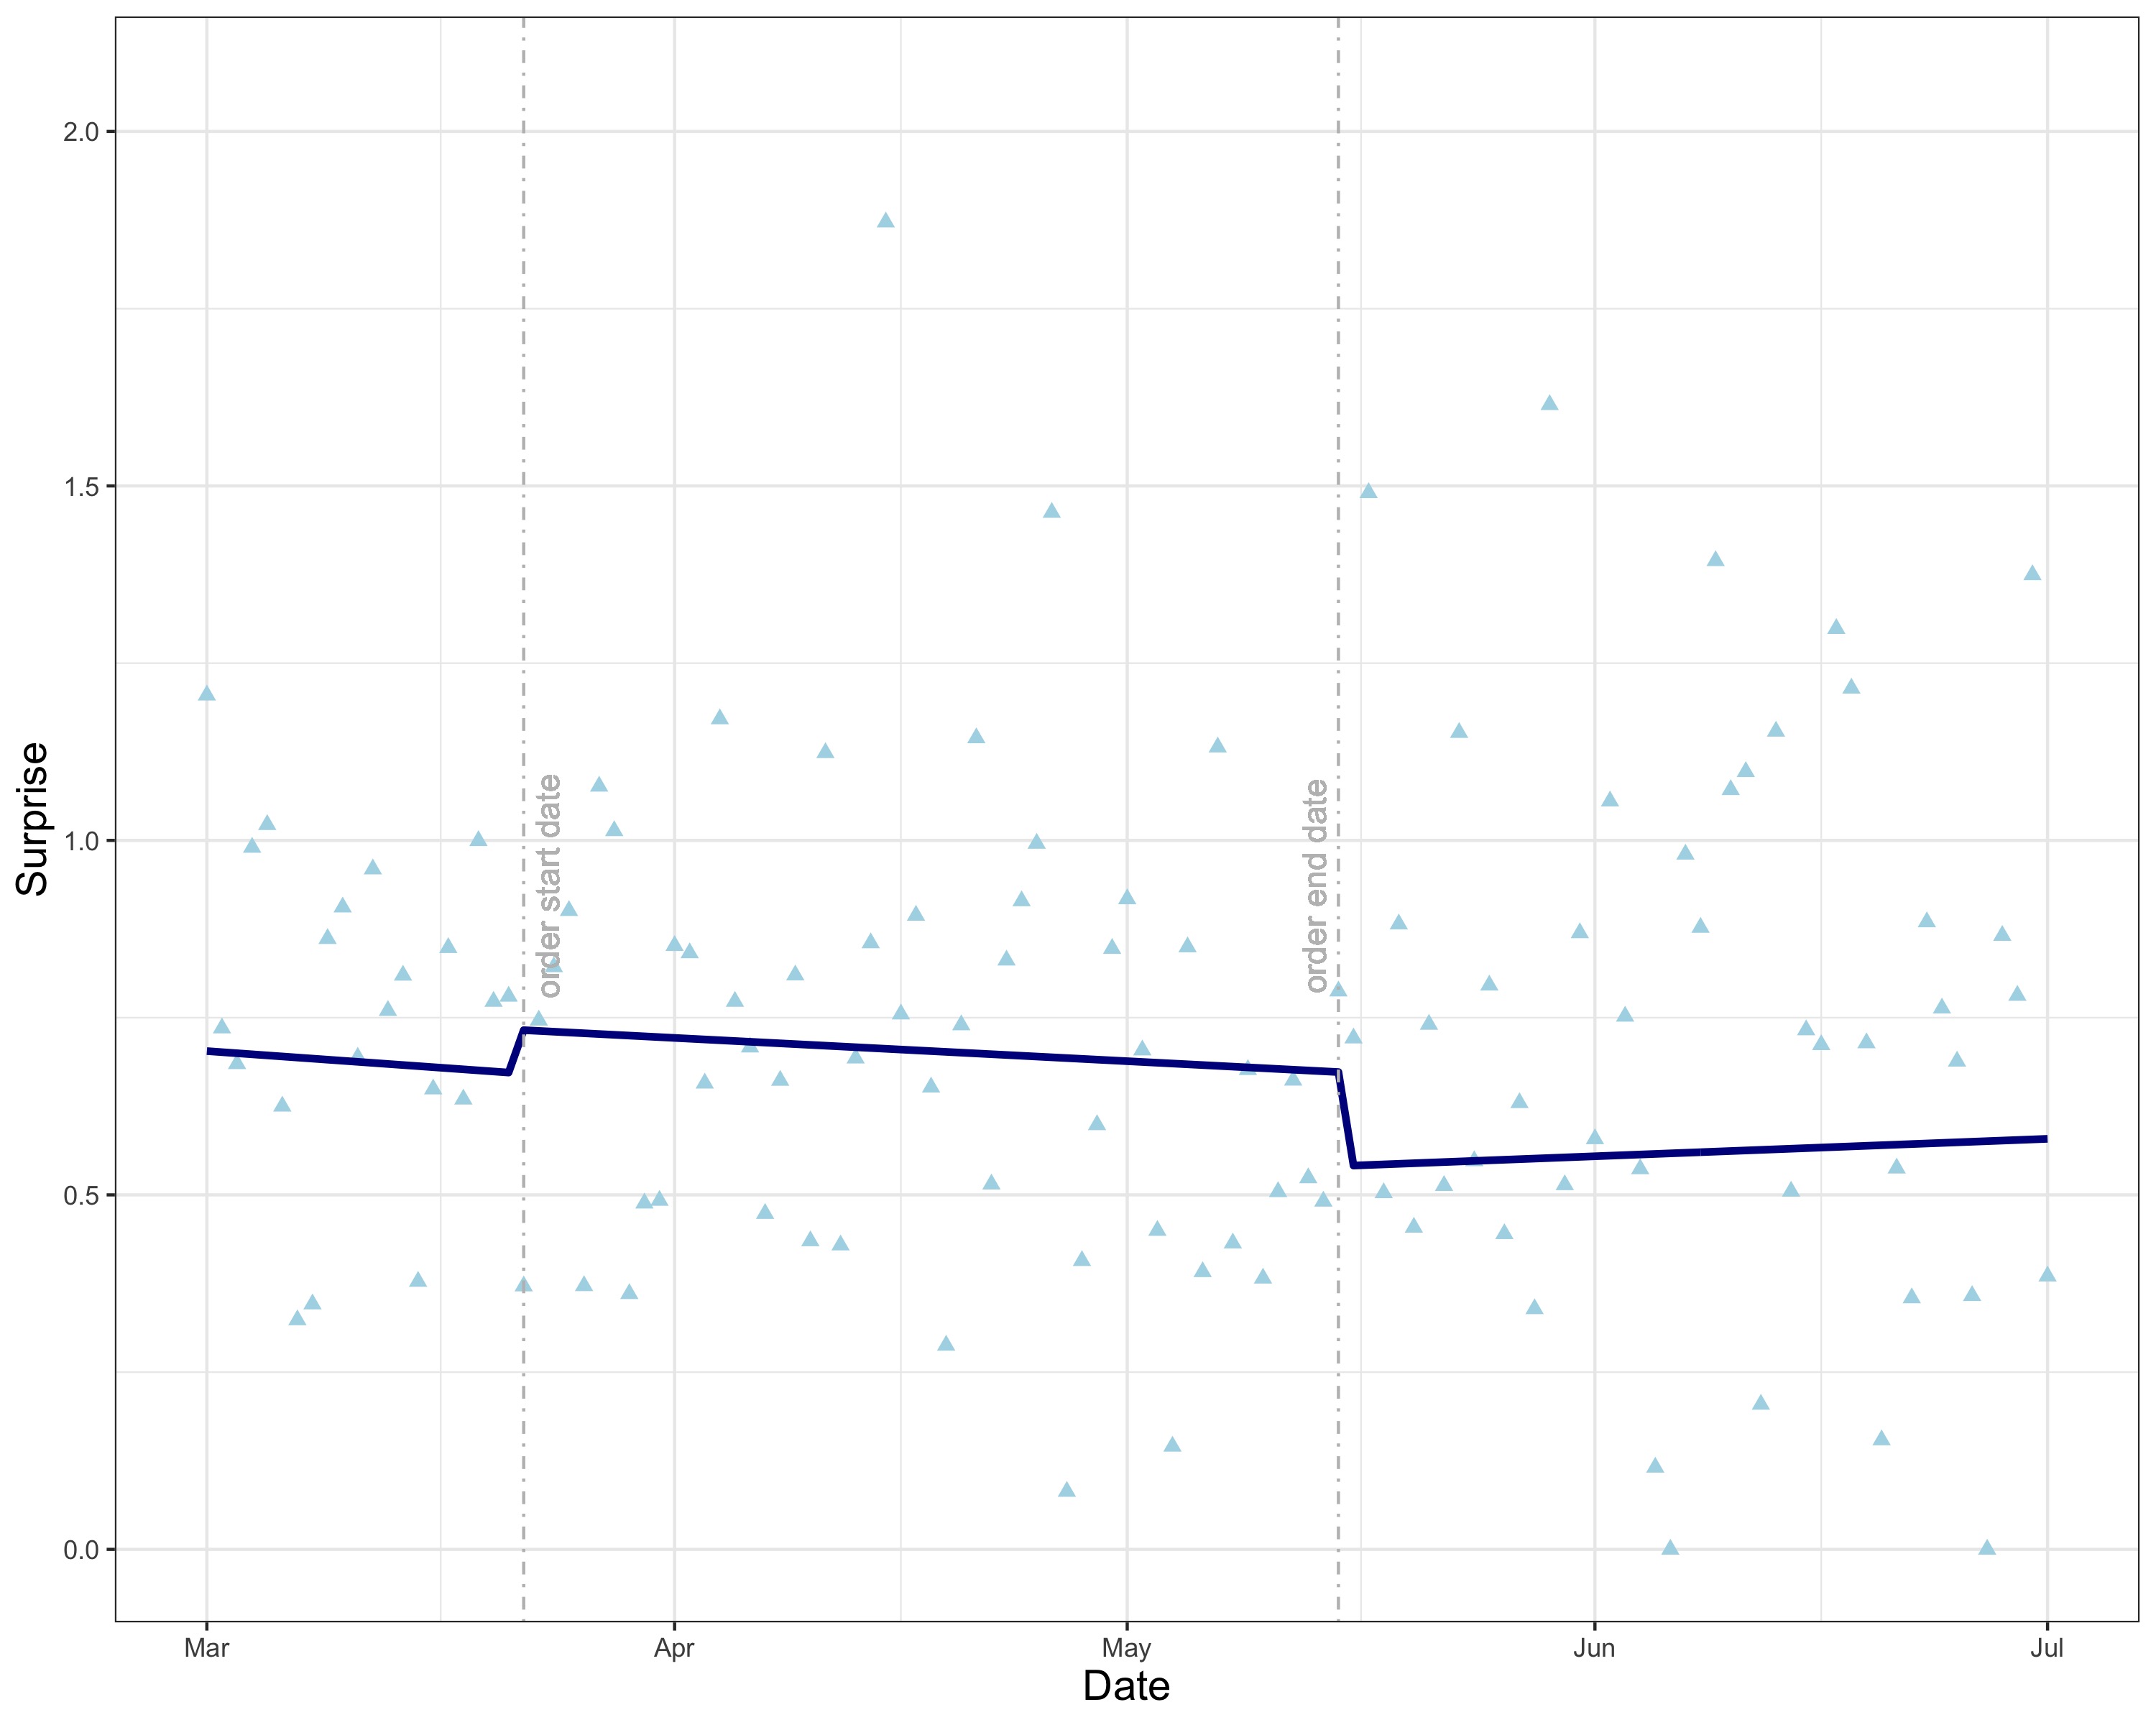 2.0
1.5
1.0
0.5
0.0
Surprise
order start date
order end date
Mar
Apr
May
Jun
Jul
Date